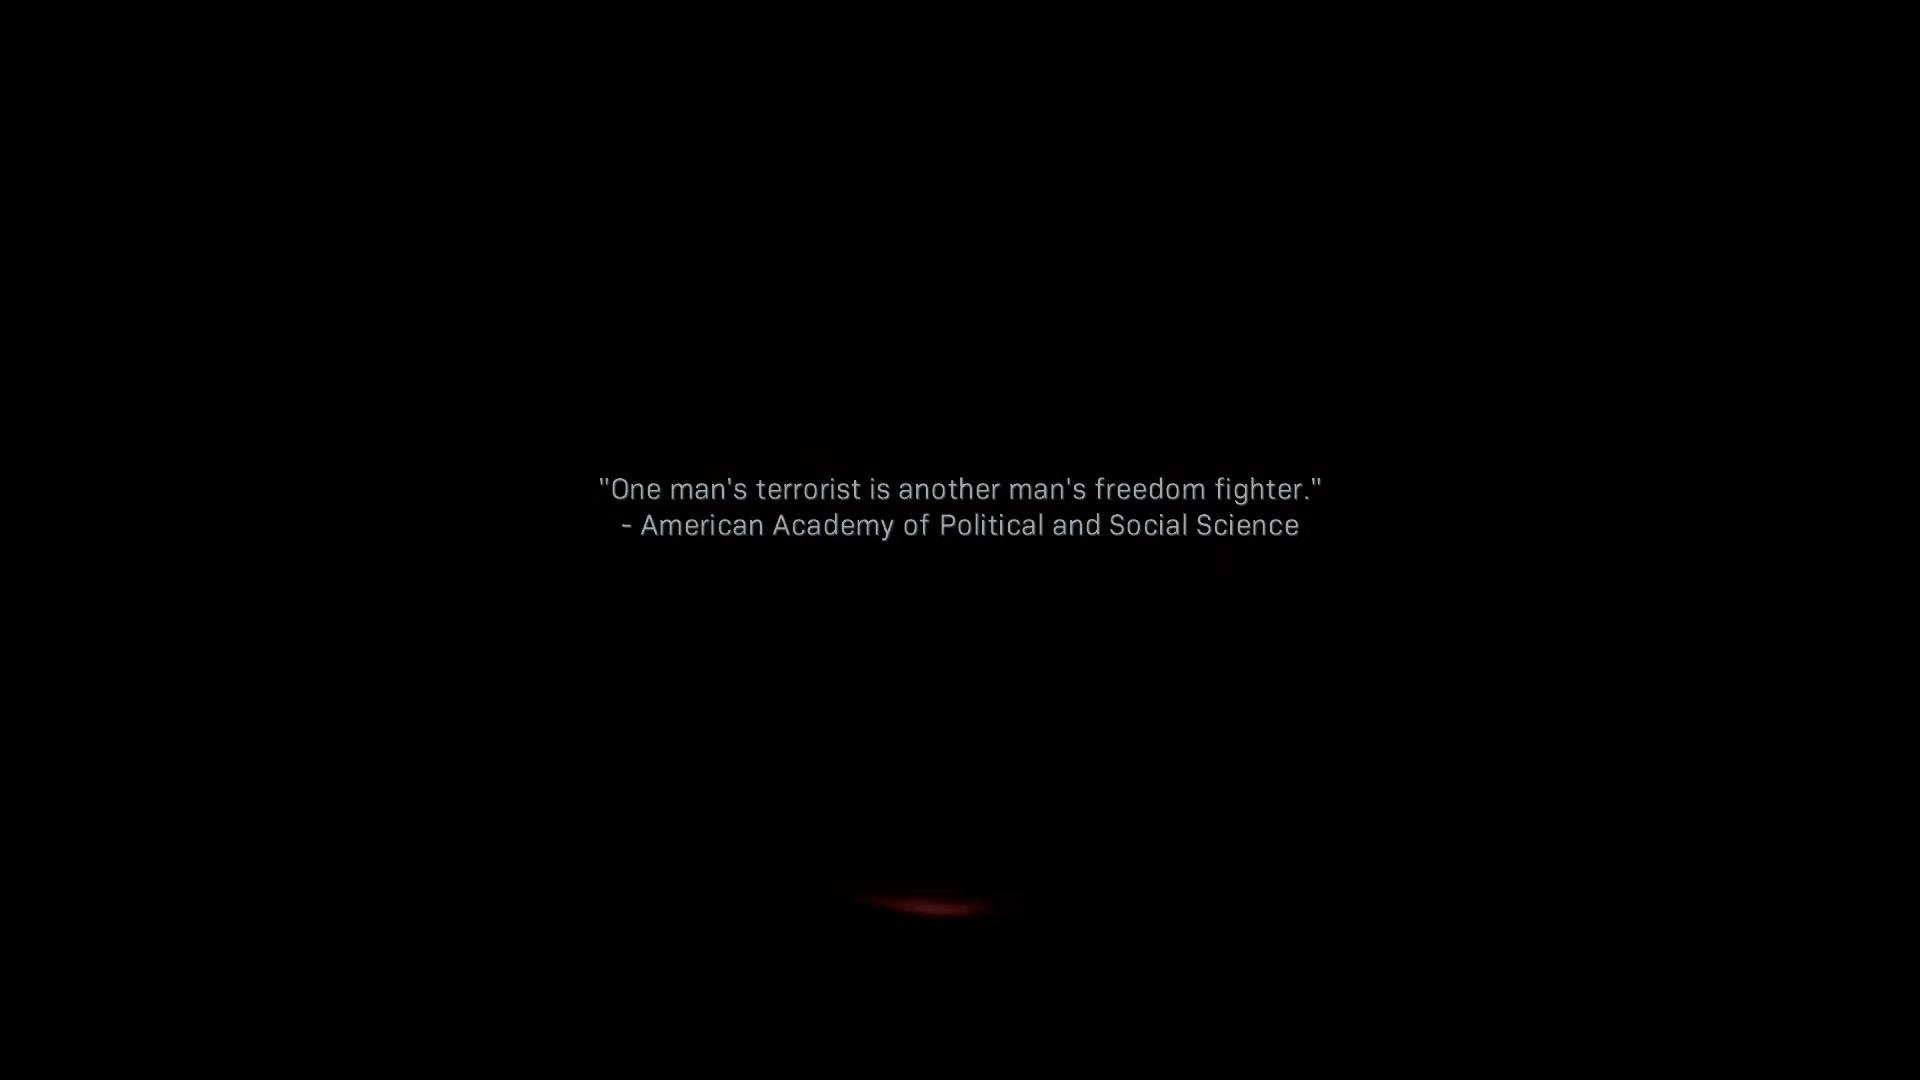 "One man's terrorist is another man's freedom fighter."
- American Academy of Political and Social Science